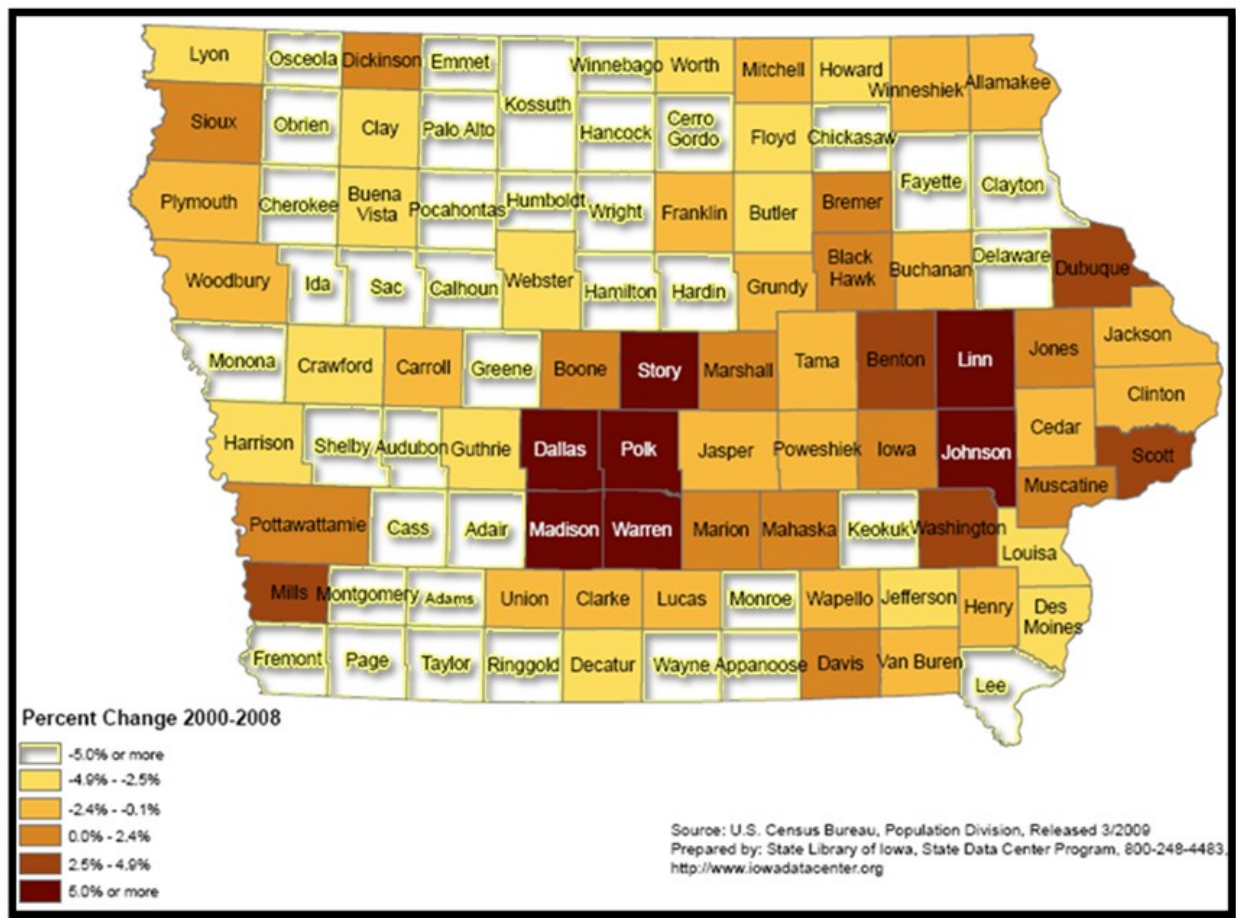 Lyon
Osceola
Dickinson
Emmet
Kossuth
Winnebago
Worth
Mitchell
Howard
Winneshiek
Allamakee
Sioux
Obrien
Clay
Palo Alto
Hancock
Cerro
Gordo
Floyd
Chickasaw
Fayette
Clayton
Plymouth
Cherokee
Buena
Vista
Pocahontas
Humboldt
Wright
Franklin
Butler
Bremer
Woodbury
Ida
Sac
Calhoun
Webster
Hamilton
Hardin
Grundy
Black
Hawk
Buchanan
Delaware
Dubuque
Monona
Crawford
Carroll
Greene
Boone
Story
Marshall
Tama
Benton
Linn
Jones
Jackson
Clinton
Harrison
Shelby
Audubon
Guthrie
Dallas
Polk
Jasper
Poweshiek
Iowa
Johnson
Cedar
Scott
Muscatine
Pottawattamie
Cass
Adair
Madison
Warren
Marion
Mahaska
Keokuk
Washington
Louisa
Mills
Montgomery
Adams
Union
Clarke
Lucas
Monroe
Wapello
Jefferson
Henry
Des
Moines
Fremont
Page
Taylor
Ringgold
Decatur
Wayne
Appanoose
Davis
Van Buren
Lee
Percent Change 2000-2008
-5.0% or more
-4.9% - -2.5%
-2.4% - -0.1%
0.0% - 2.4%
2.5% - 4.9%
5.0% or more
Source: U.S. Census Bureau, Population Division, Released 3/2009
Prepared by: State Library of Iowa, State Data Center Program, 800-248-4483,
http://www.iowadatacenter.org